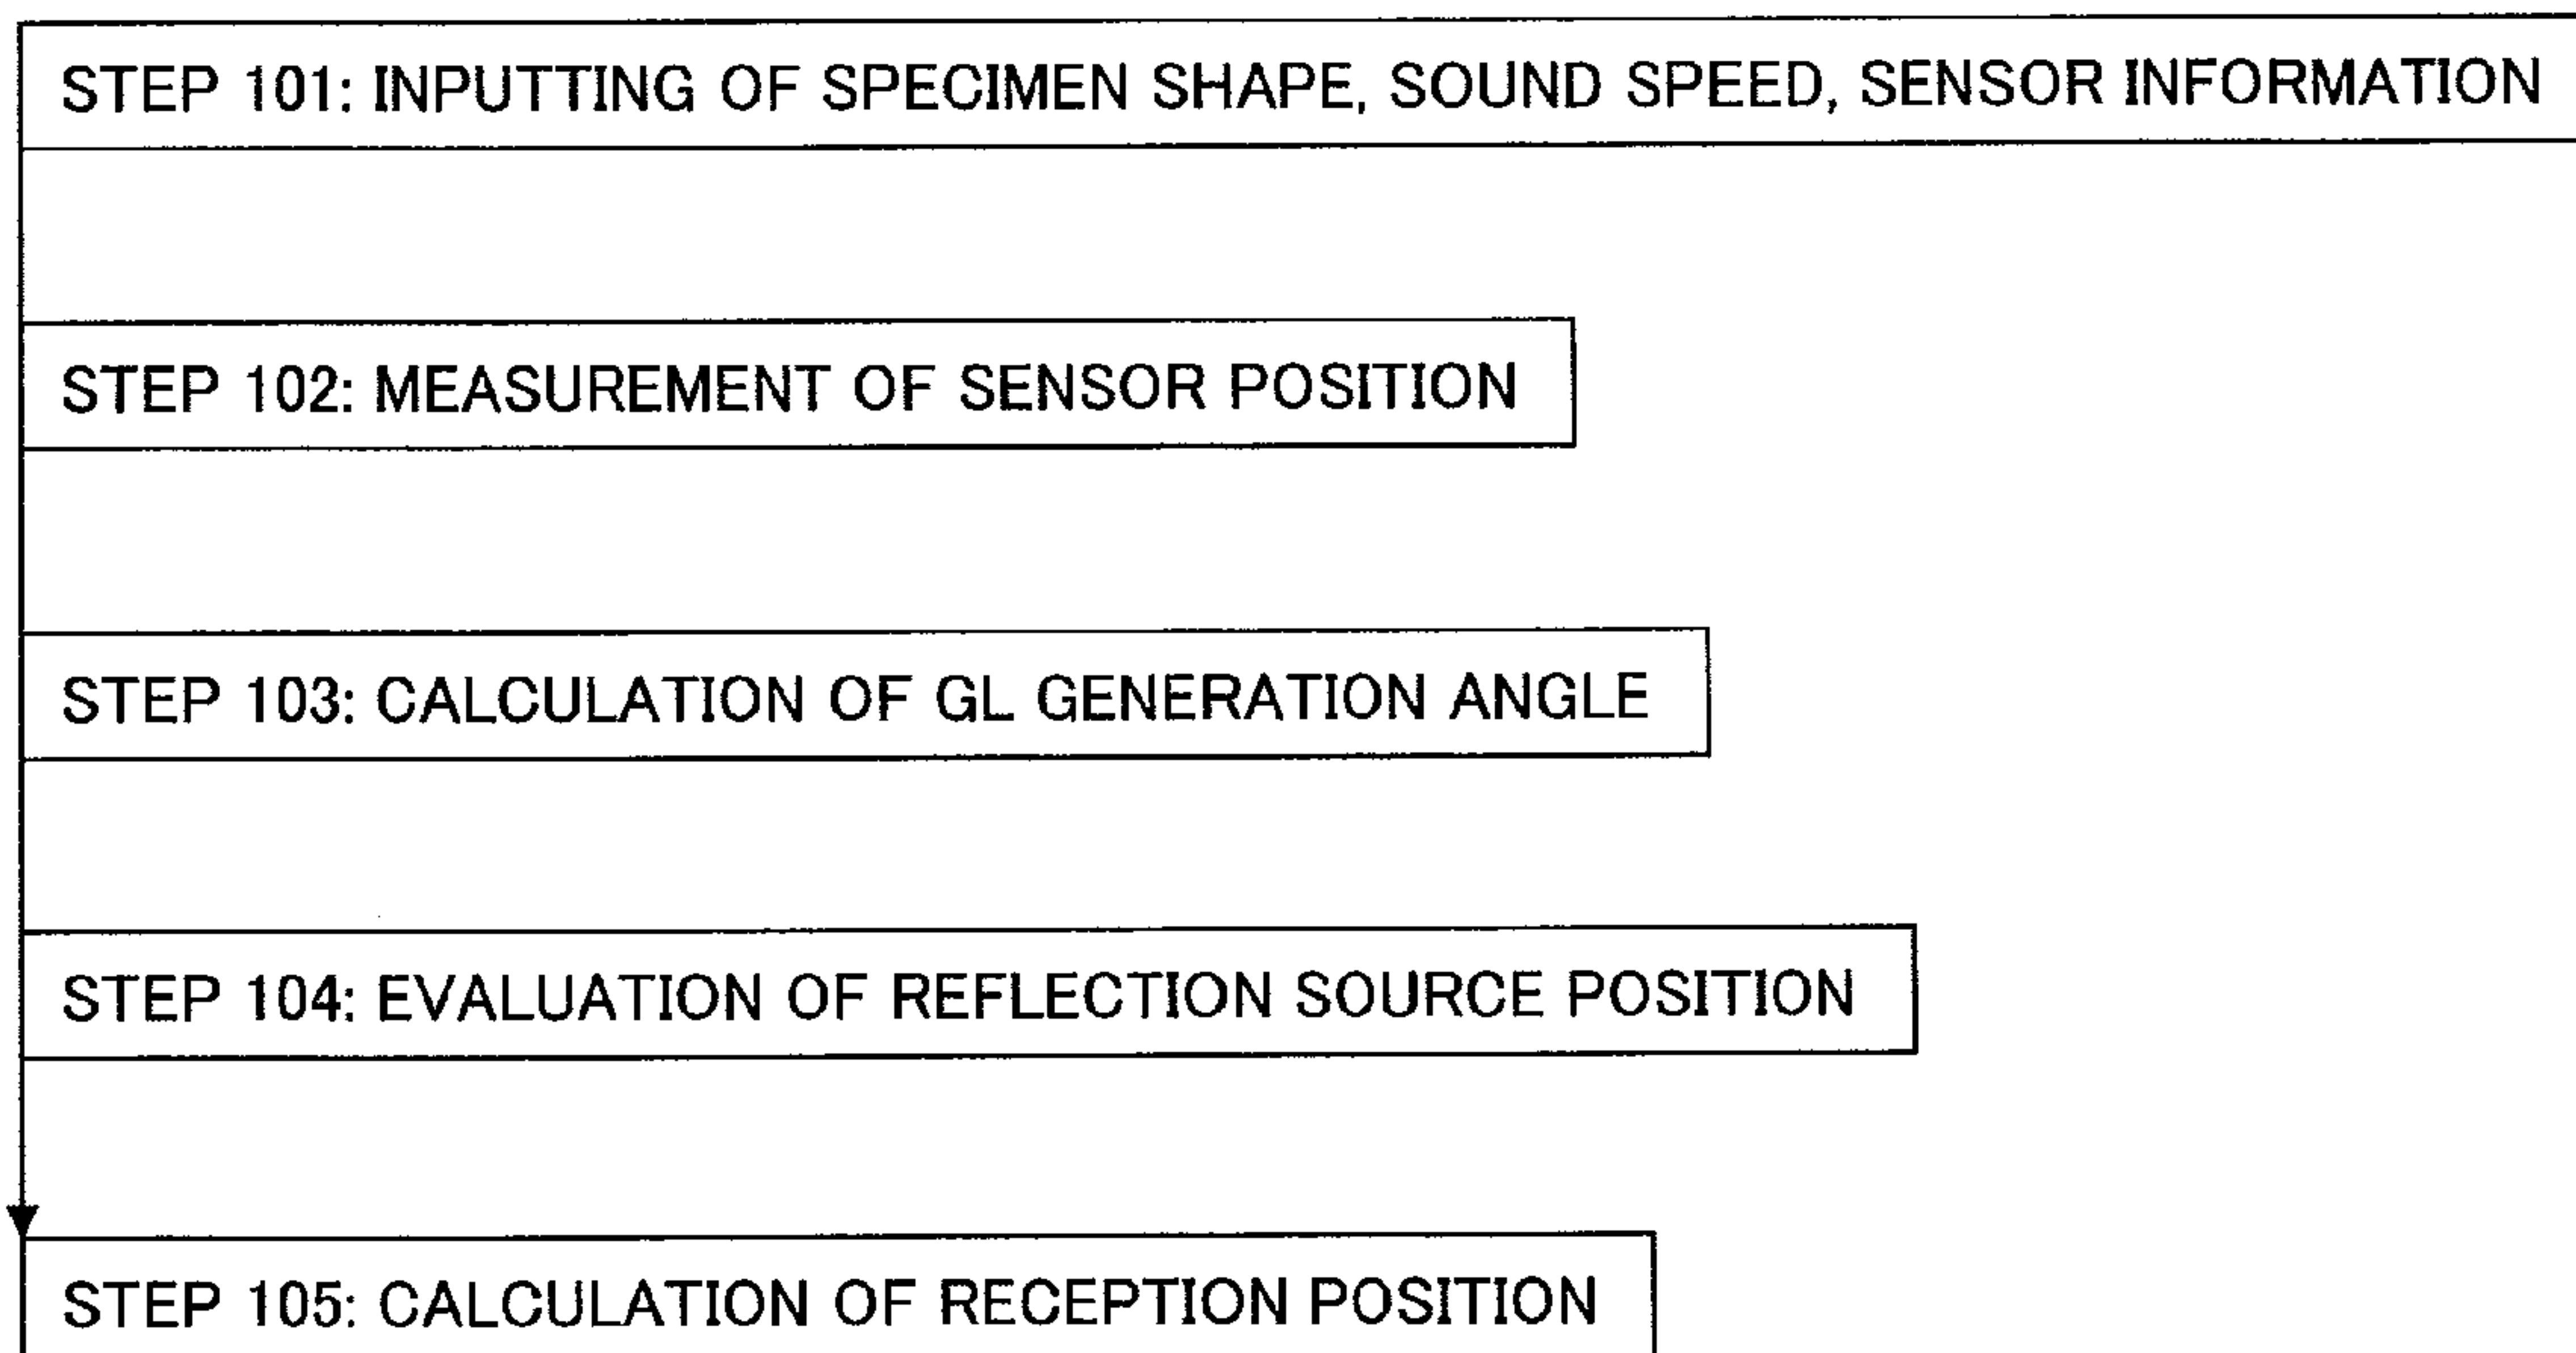 STEP 101: INPUTTING OF SPECIMEN SHAPE, SOUND SPEED, SENSOR INFORMATION
STEP 102: MEASUREMENT OF SENSOR POSITION
STEP 103: CALCULATION OF GL GENERATION ANGLE
STEP 104: EVALUATION OF REFLECTION SOURCE POSITION
STEP 105: CALCULATION OF RECEPTION POSITION